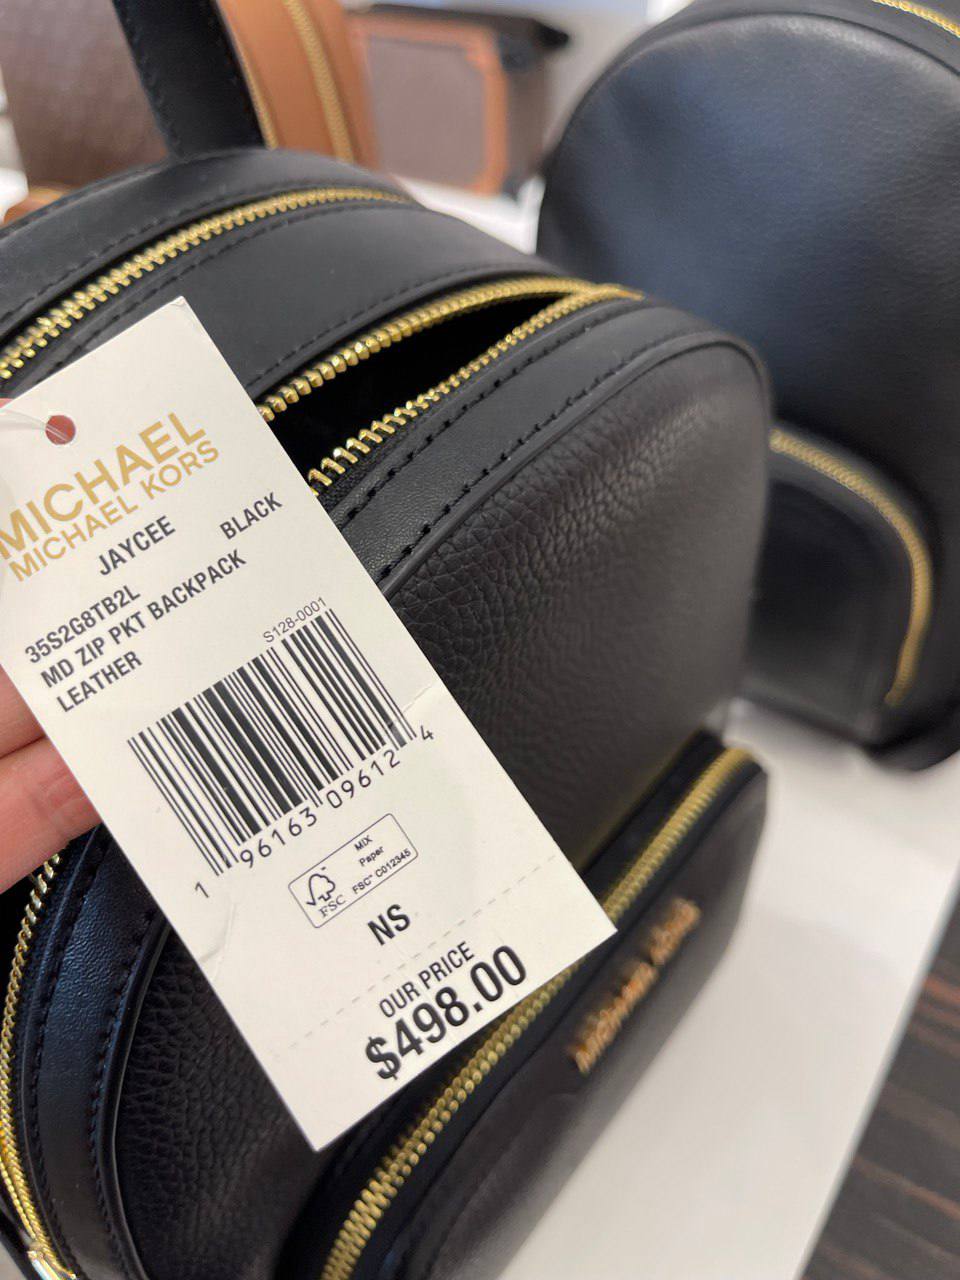 MICHAEL
MICHAEL KORS
JAYCEE
35S2G8TB2L BLACK
MD ZIP PKT BACKPACK
LEATHER
S128-0001
1 96163 09612 4
FSC
MIX
Paper
FSC™ C012345
NS
OUR PRICE
$498.00
MICHAEL KORS